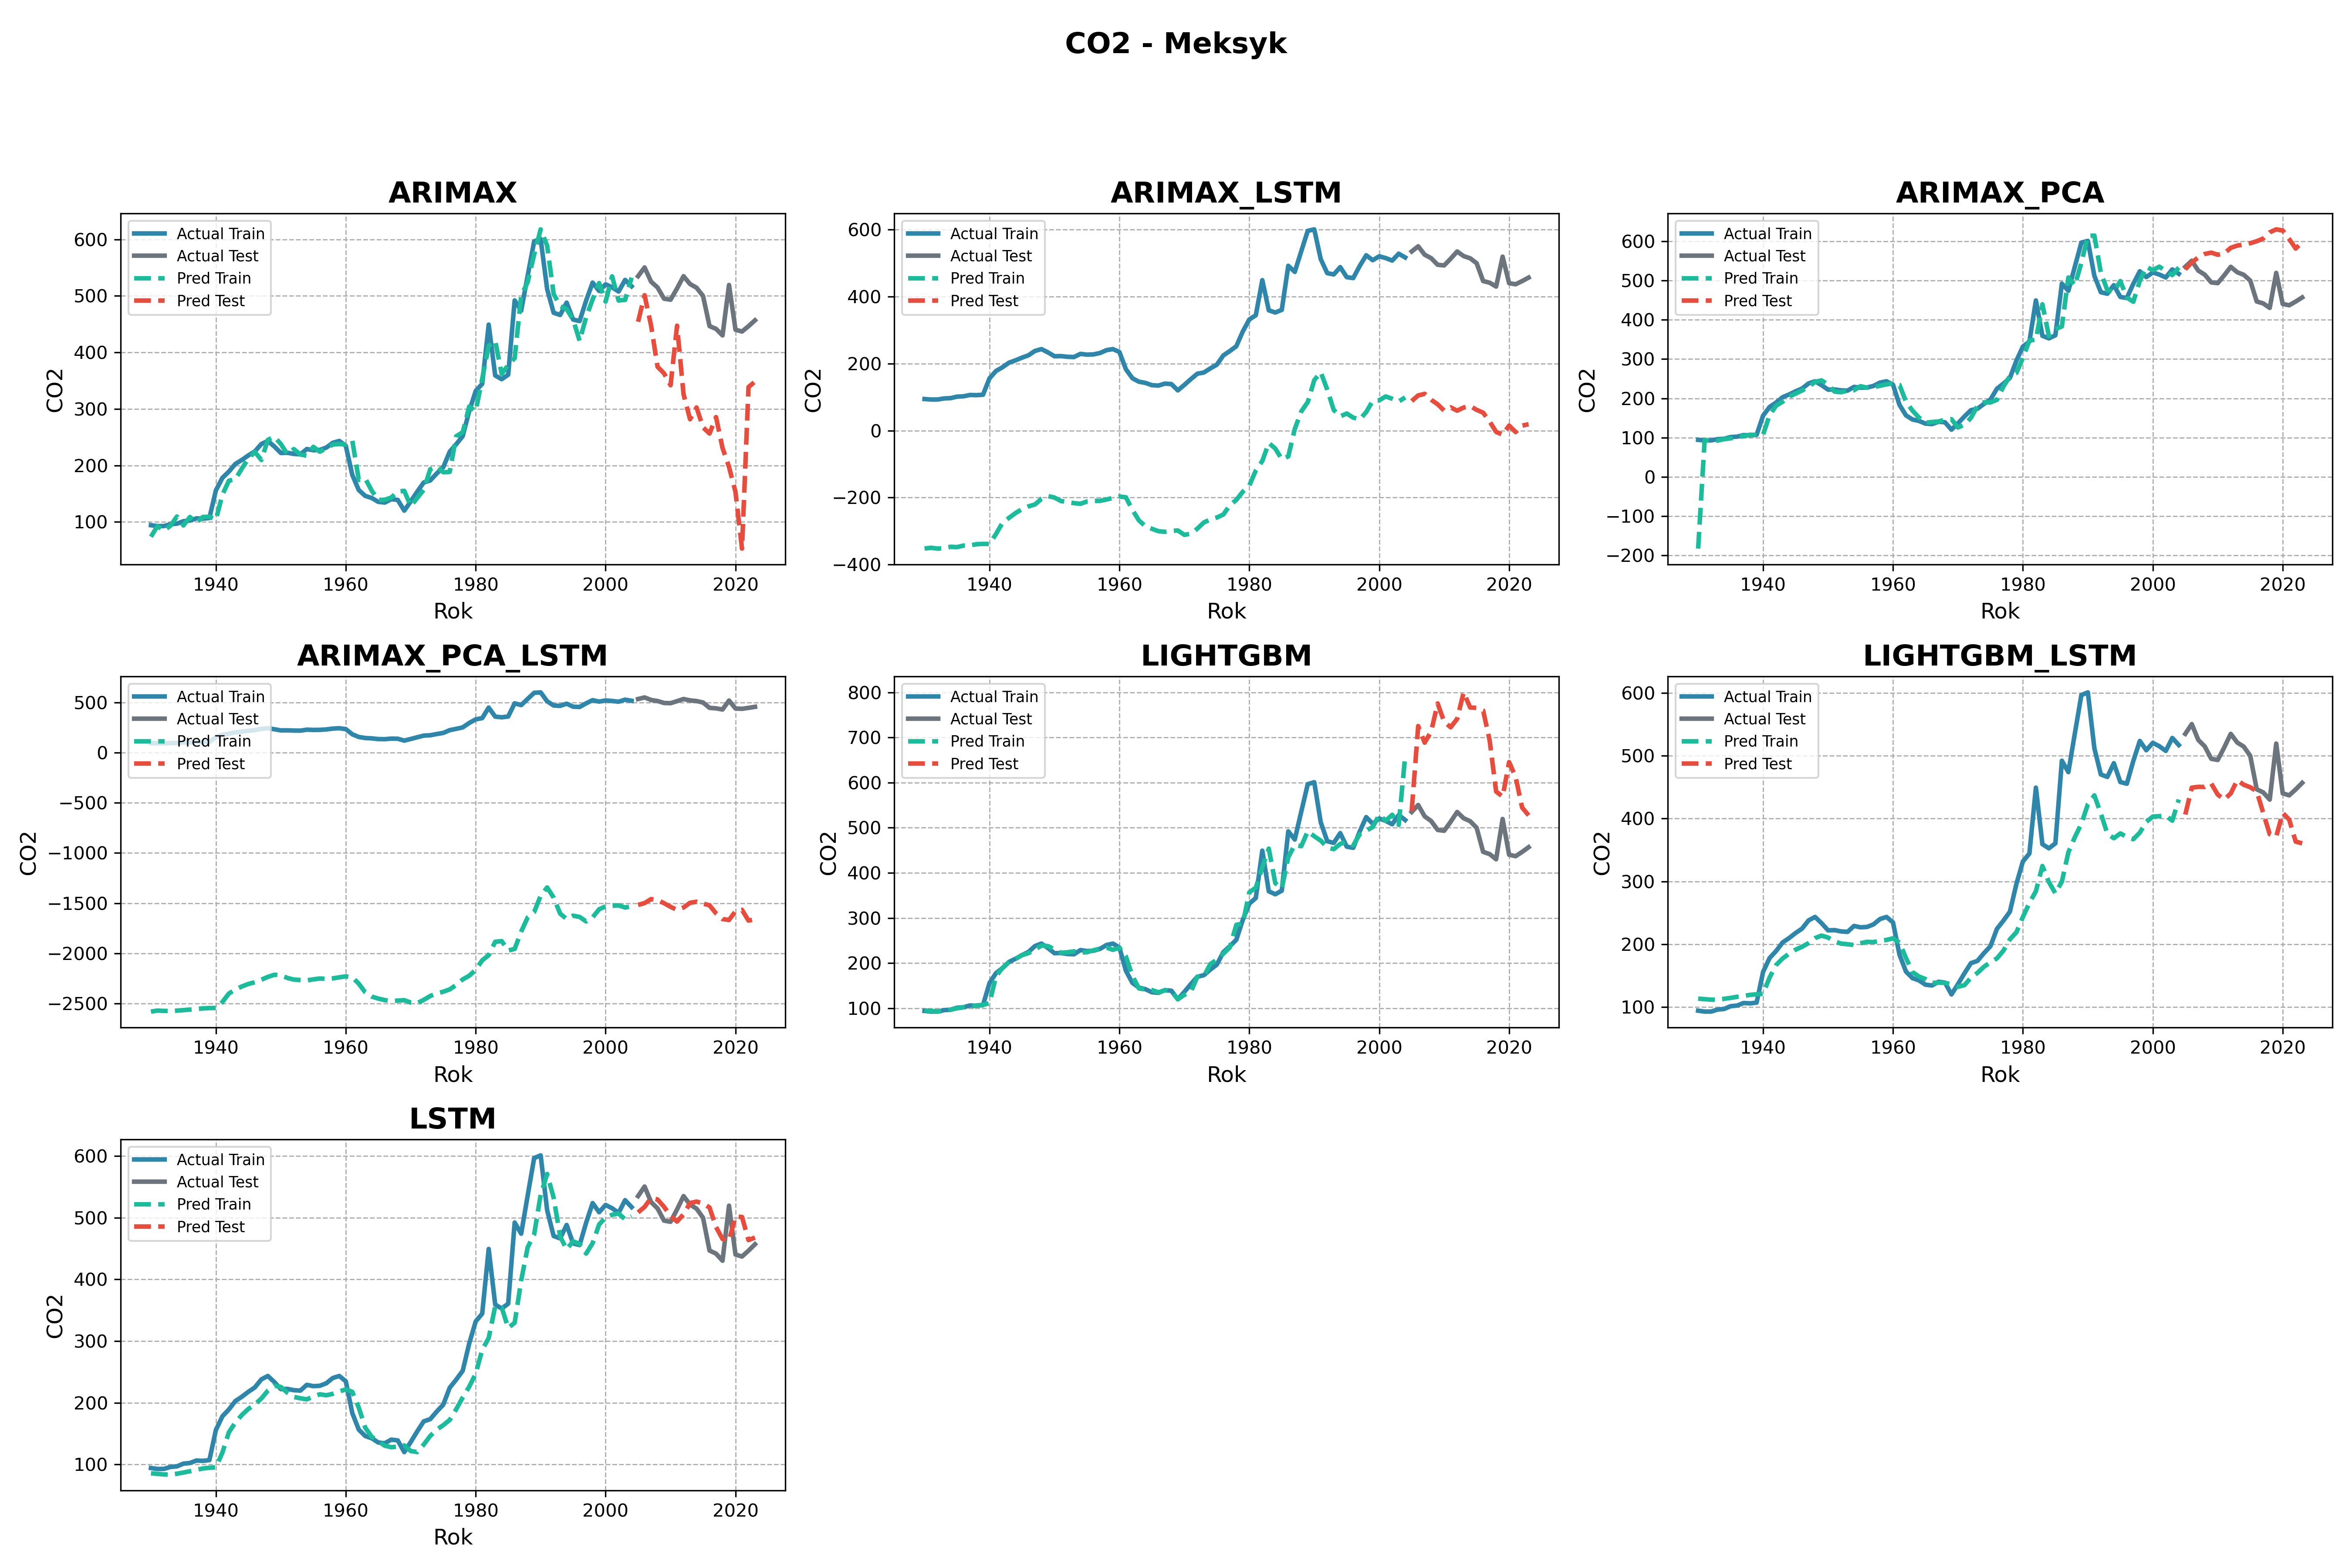 CO2 - Meksyk
ARIMAX
Actual Train
Actual Test
Pred Train
Pred Test
600
500
400
300
200
100
CO2
1940 1960 1980 2000 2020
Rok
ARIMAX_LSTM
Actual Train
Actual Test
Pred Train
Pred Test
600
400
200
0
−200
−400
CO2
1940 1960 1980 2000 2020
Rok
ARIMAX_PCA
Actual Train
Actual Test
Pred Train
Pred Test
600
500
400
300
200
100
0
−100
−200
CO2
1940 1960 1980 2000 2020
Rok
ARIMAX_PCA_LSTM
Actual Train
Actual Test
Pred Train
Pred Test
500
0
−500
−1000
−1500
−2000
−2500
CO2
1940 1960 1980 2000 2020
Rok
LIGHTGBM
Actual Train
Actual Test
Pred Train
Pred Test
800
700
600
500
400
300
200
100
CO2
1940 1960 1980 2000 2020
Rok
LIGHTGBM_LSTM
Actual Train
Actual Test
Pred Train
Pred Test
600
500
400
300
200
100
CO2
1940 1960 1980 2000 2020
Rok
LSTM
Actual Train
Actual Test
Pred Train
Pred Test
600
500
400
300
200
100
CO2
1940 1960 1980 2000 2020
Rok